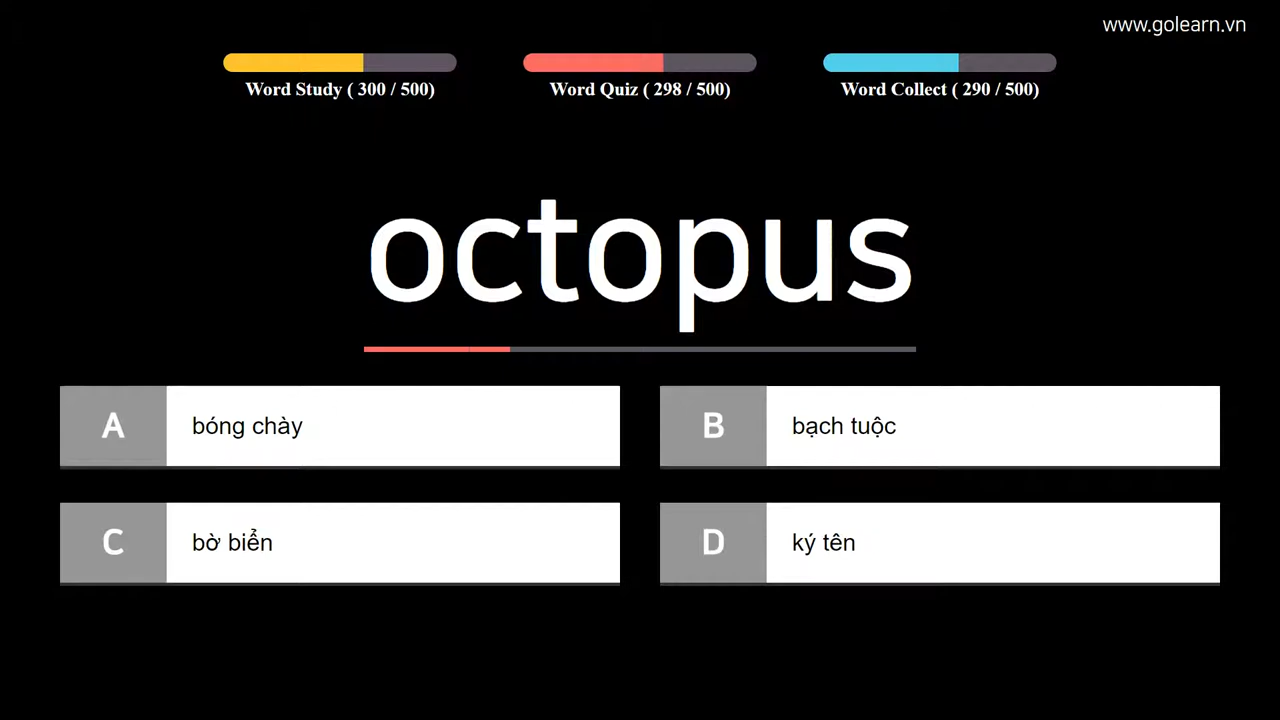 www.golearn.vn
Word Study ( 300 / 500)
Word Quiz ( 298 / 500)
Word Collect ( 290 / 500)
octopus
A bóng chày
B bạch tuộc
C bờ biển
D ký tên